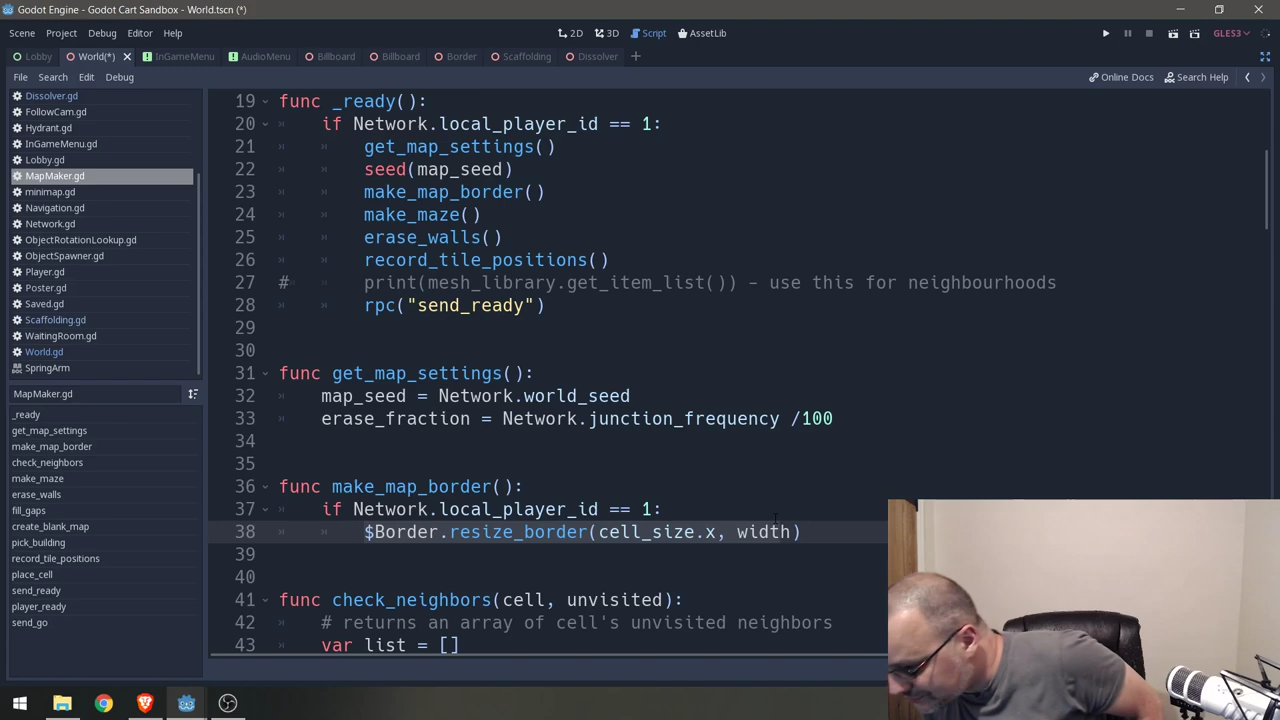 Godot Engine - Godot Cart Sandbox - World.tscn (*)
Scene Project Debug Editor Help
2D 3D Script AssetLib
GLES3
Lobby World(*) InGameMenu AudioMenu Billboard Billboard Border Scaffolding Dissolver
File Search Edit Debug
Online Docs Search Help
Dissolver.gd
FollowCam.gd
Hydrant.gd
InGameMenu.gd
Lobby.gd
MapMaker.gd
minimap.gd
Navigation.gd
Network.gd
ObjectRotationLookup.gd
ObjectSpawner.gd
Player.gd
Poster.gd
Saved.gd
Scaffolding.gd
WaitingRoom.gd
World.gd
SpringArm
MapMaker.gd
_ready
get_map_settings
make_map_border
check_neighbors
make_maze
erase_walls
fill_gaps
create_blank_map
pick_building
record_tile_positions
place_cell
send_ready
player_ready
send_go
19 func _ready():
20 if Network.local_player_id == 1:
21 get_map_settings()
22 seed(map_seed)
23 make_map_border()
24 make_maze()
25 erase_walls()
26 record_tile_positions()
27 # print(mesh_library.get_item_list()) - use this for neighbourhoods
28 rpc("send_ready")
29
30
31 func get_map_settings():
32 map_seed = Network.world_seed
33 erase_fraction = Network.junction_frequency /100
34
35
36 func make_map_border():
37 if Network.local_player_id == 1:
38 $Border.resize_border(cell_size.x, width)
39
40
41 func check_neighbors(cell, unvisited):
42 # returns an array of cell's unvisited neighbors
43 var list = []